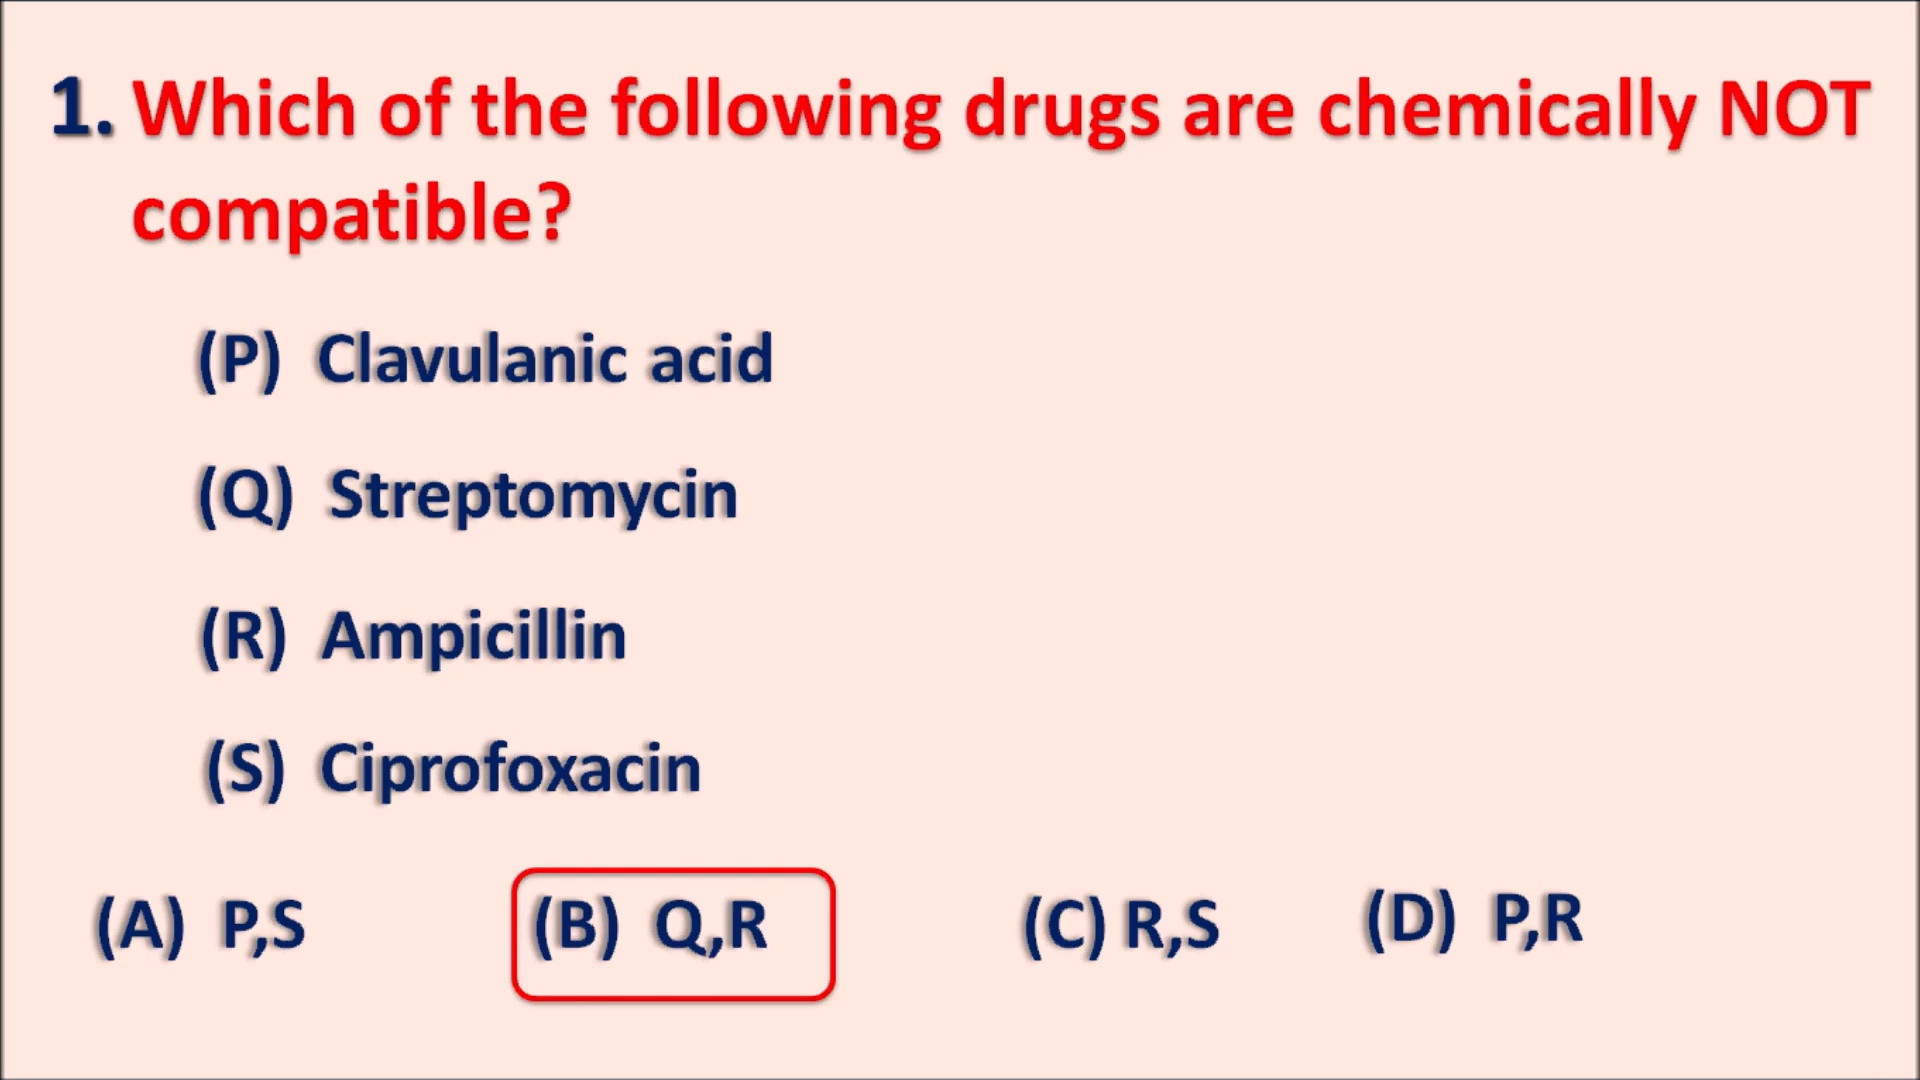 1. Which of the following drugs are chemically NOT
compatible?
(P) Clavulanic acid
(Q) Streptomycin
(R) Ampicillin
(S) Ciprofoxacin
(A) P,S (B) Q,R (C) R,S (D) P,R